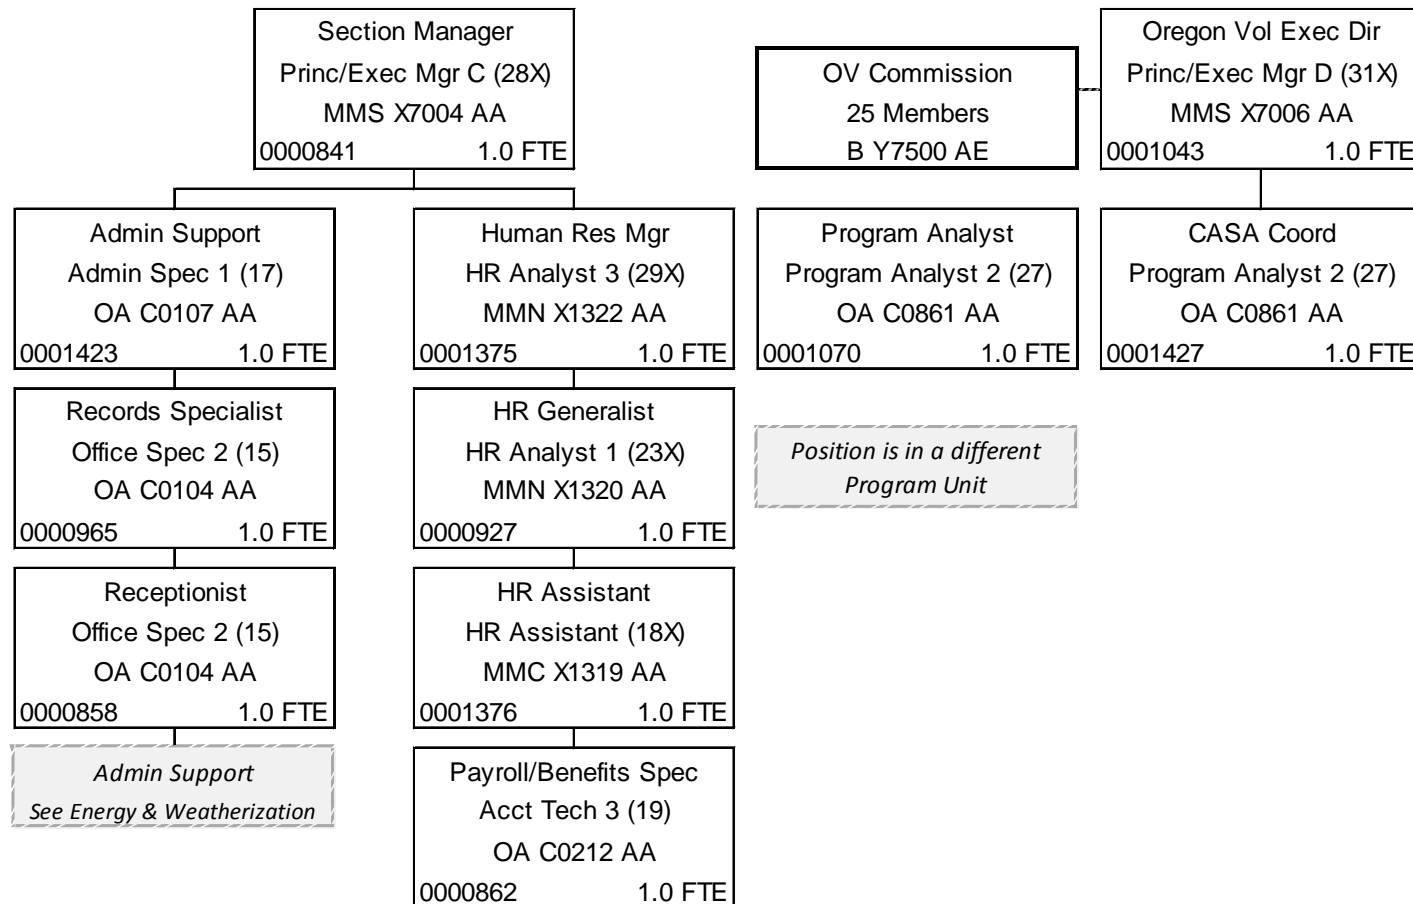 Section Manager
Princ/Exec Mgr C (28X)
MMS X7004 AA
0000841 1.0 FTE
OV Commission
25 Members
B Y7500 AE
Oregon Vol Exec Dir
Princ/Exec Mgr D (31X)
MMS X7006 AA
0001043 1.0 FTE
Admin Support
Admin Spec 1 (17)
OA C0107 AA
0001423 1.0 FTE
Human Res Mgr
HR Analyst 3 (29X)
MMN X1322 AA
0001375 1.0 FTE
Program Analyst
Program Analyst 2 (27)
OA C0861 AA
0001070 1.0 FTE
CASA Coord
Program Analyst 2 (27)
OA C0861 AA
0001427 1.0 FTE
Records Specialist
Office Spec 2 (15)
OA C0104 AA
0000965 1.0 FTE
HR Generalist
HR Analyst 1 (23X)
MMN X1320 AA
0000927 1.0 FTE
Position is in a different
Program Unit
Receptionist
Office Spec 2 (15)
OA C0104 AA
0000858 1.0 FTE
HR Assistant
HR Assistant (18X)
MMC X1319 AA
0001376 1.0 FTE
Admin Support
See Energy & Weatherization
Payroll/Benefits Spec
Acct Tech 3 (19)
OA C0212 AA
0000862 1.0 FTE